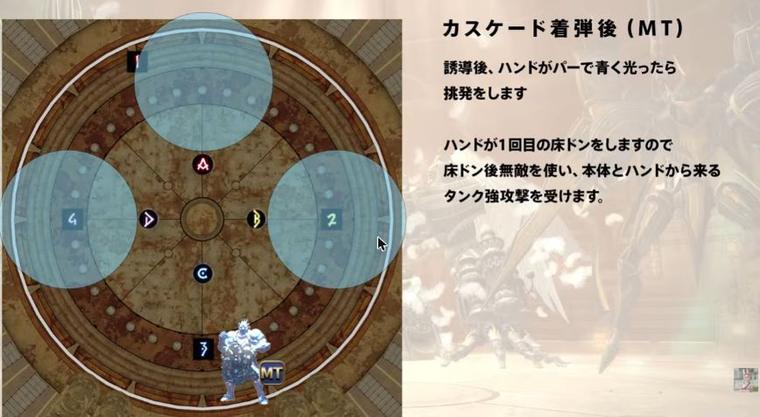 カスケード着弾後 (MT)
誘導後、ハンドがパーで青く光ったら
挑発をします
ハンドが1回目の床ドンをしますので
床ドン後無敵を使い、本体とハンドから来る
タンク強攻撃を受けます。
A
4
D
B
2
C
3
MT